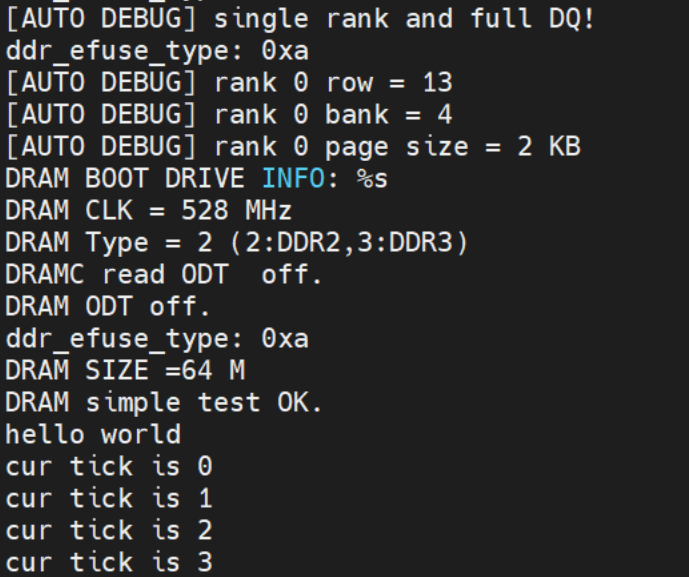 [AUTO DEBUG] single rank and full DQ!
ddr_efuse_type: 0xa
[AUTO DEBUG] rank 0 row = 13
[AUTO DEBUG] rank 0 bank = 4
[AUTO DEBUG] rank 0 page size = 2 KB
DRAM BOOT DRIVE INFO: %s
DRAM CLK = 528 MHz
DRAM Type = 2 (2:DDR2,3:DDR3)
DRAMC read ODT  off.
DRAM ODT off.
ddr_efuse_type: 0xa
DRAM SIZE =64 M
DRAM simple test OK.
hello world
cur tick is 0
cur tick is 1
cur tick is 2
cur tick is 3